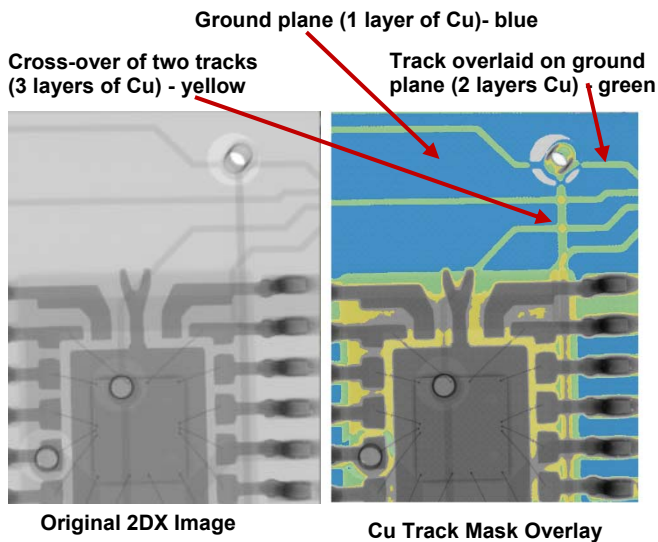 Ground plane (1 layer of Cu)- blue
Cross-over of two tracks
(3 layers of Cu) - yellow
Track overlaid on ground
plane (2 layers Cu) - green
Original 2DX Image
Cu Track Mask Overlay